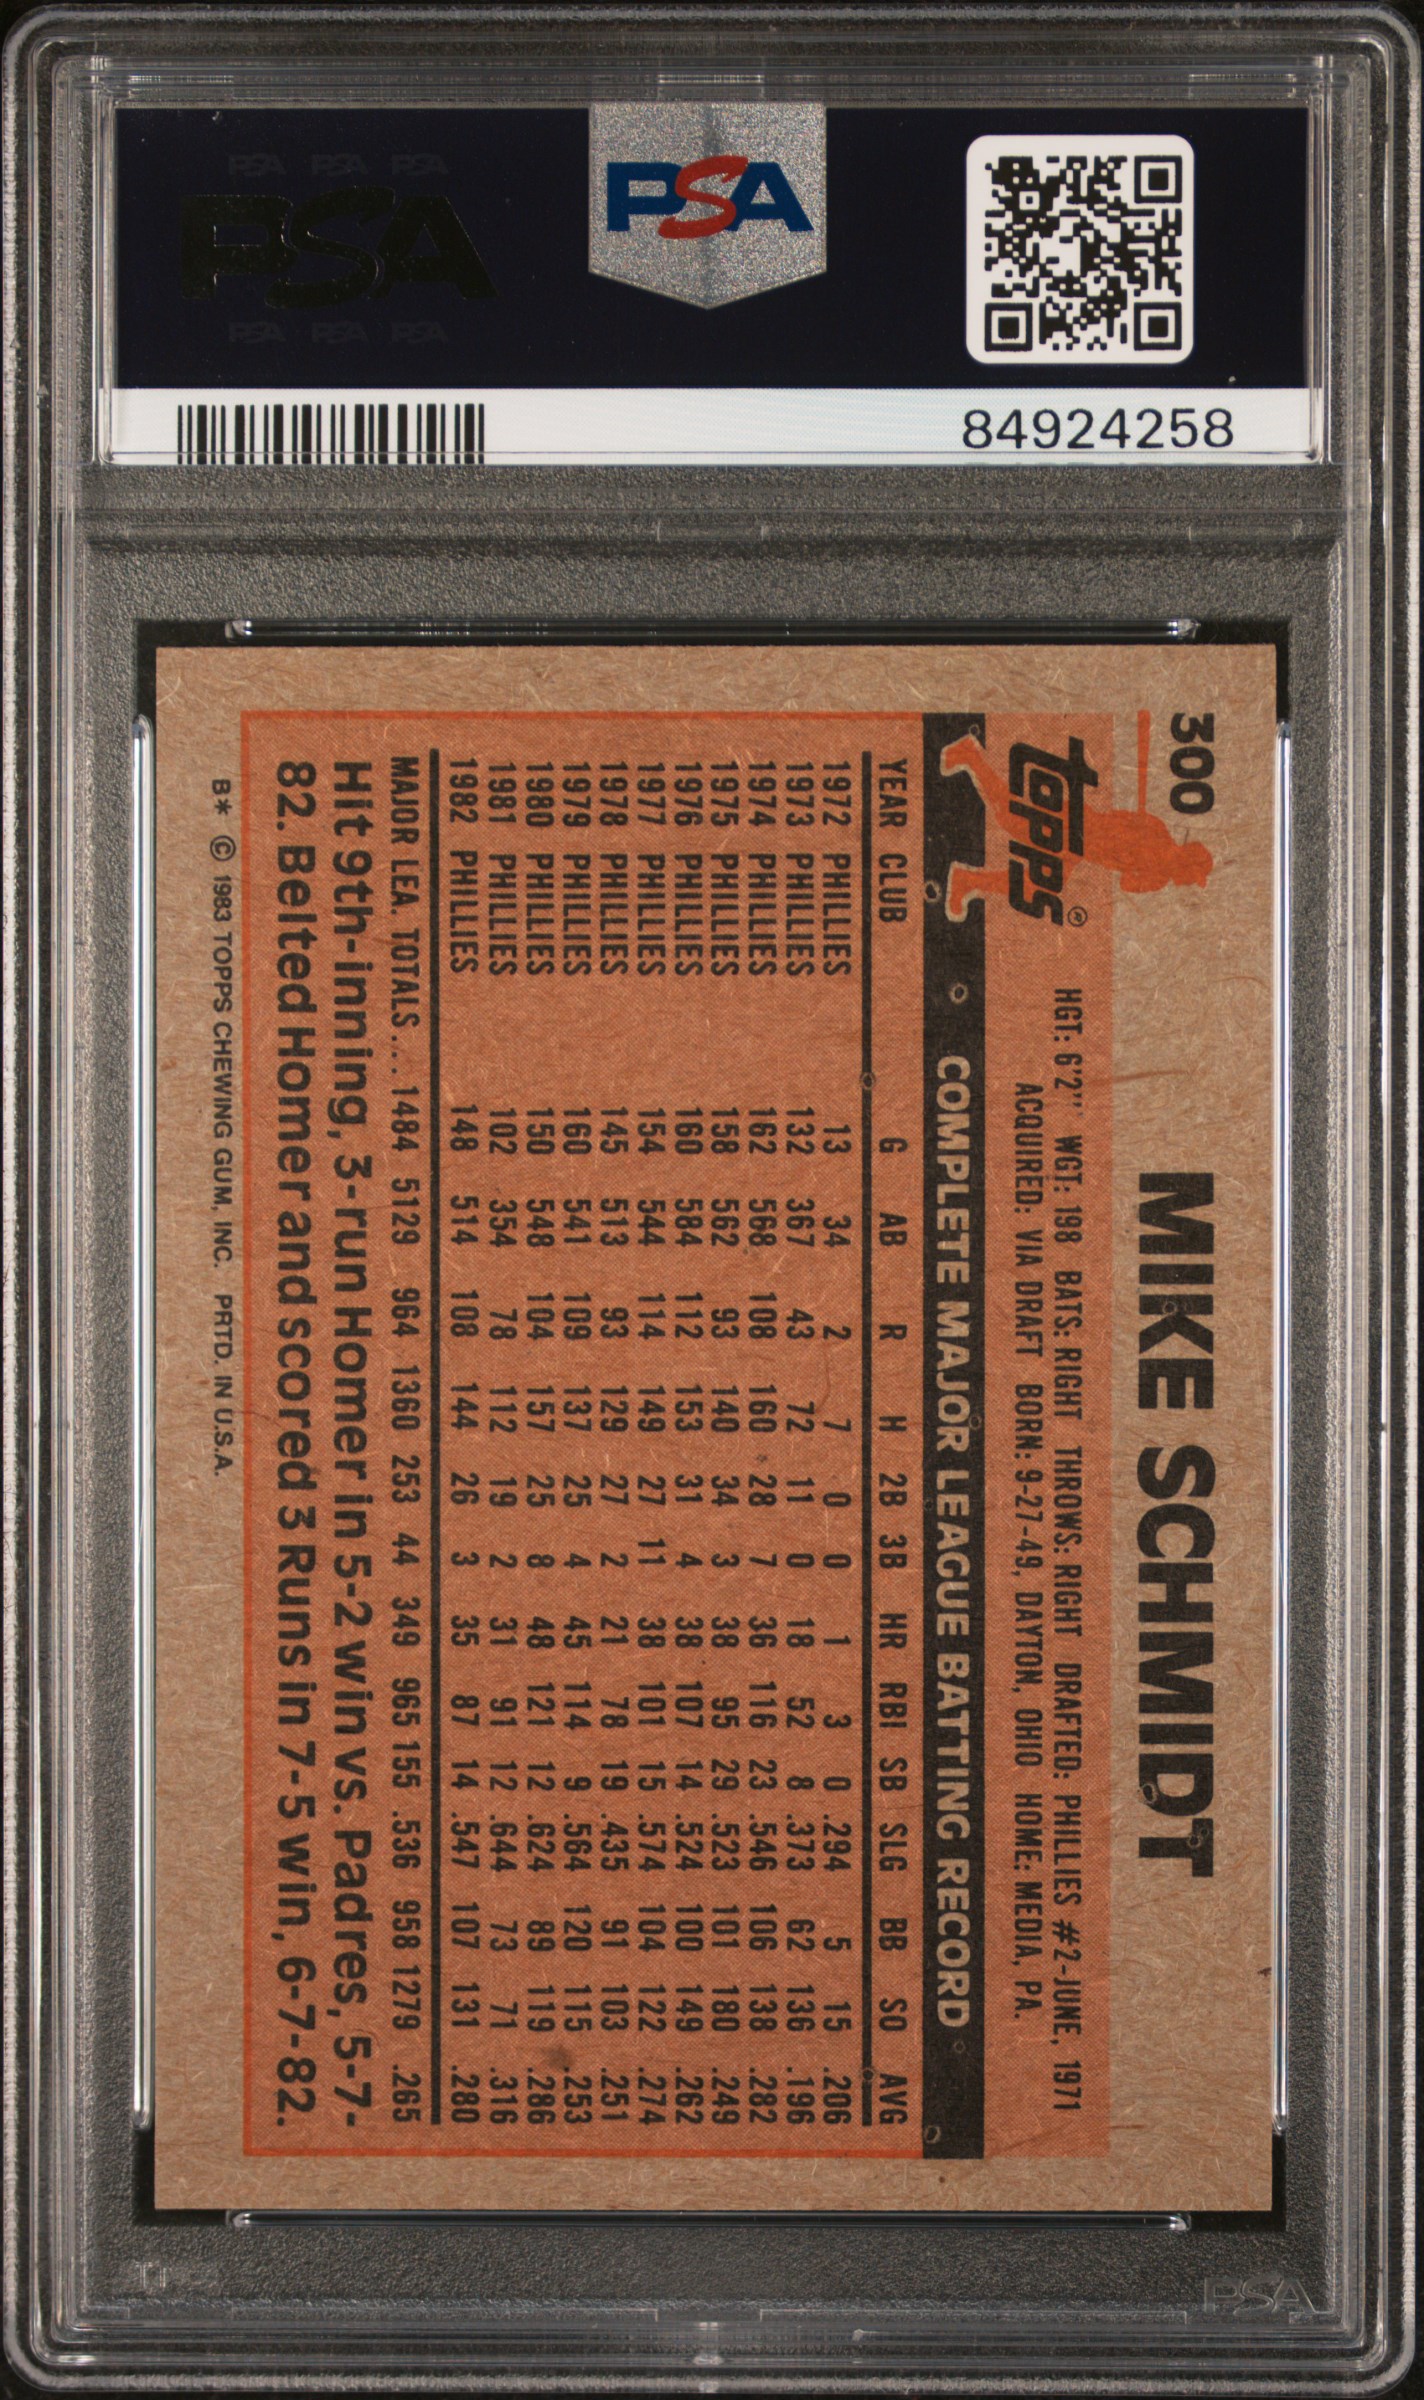 PSA PSA PSA
PSA
PSA PSA PSA
PSA
84924258
300
MIKE SCHMIDT
topps®
HGT: 6'2" WGT: 198 BATS: RIGHT THROWS: RIGHT DRAFTED: PHILLIES #2-JUNE, 1971
ACQUIRED: VIA DRAFT BORN: 9-27-49, DAYTON, OHIO HOME: MEDIA, PA.
COMPLETE MAJOR LEAGUE BATTING RECORD
YEAR CLUB G AB R H 2B 3B HR RBI SB SLG BB SO AVG
1972 PHILLIES 13 34 2 7 0 0 1 3 0 .294 5 15 .206
1973 PHILLIES 132 367 43 72 11 0 18 52 8 .373 62 136 .196
1974 PHILLIES 162 568 108 160 28 7 36 116 23 .546 106 138 .282
1975 PHILLIES 158 562 93 140 34 3 38 95 29 .523 101 180 .249
1976 PHILLIES 160 584 112 153 31 4 38 107 14 .524 100 149 .262
1977 PHILLIES 154 544 114 149 27 11 38 101 15 .574 104 122 .274
1978 PHILLIES 145 513 93 129 27 2 21 78 19 .435 91 103 .251
1979 PHILLIES 160 541 109 137 25 4 45 114 9 .564 120 115 .253
1980 PHILLIES 150 548 104 157 25 8 48 121 12 .624 89 119 .286
1981 PHILLIES 102 354 78 112 19 2 31 91 12 .644 73 71 .316
1982 PHILLIES 148 514 108 144 26 3 35 87 14 .547 107 131 .280
MAJOR LEA. TOTALS... 1484 5129 964 1360 253 44 349 965 155 .536 958 1279 .265
Hit 9th-inning, 3-run Homer in 5-2 win vs. Padres, 5-7-
82. Belted Homer and scored 3 Runs in 7-5 win, 6-7-82.
B* © 1983 TOPPS CHEWING GUM, INC. PRTD. IN U.S.A.
PSA